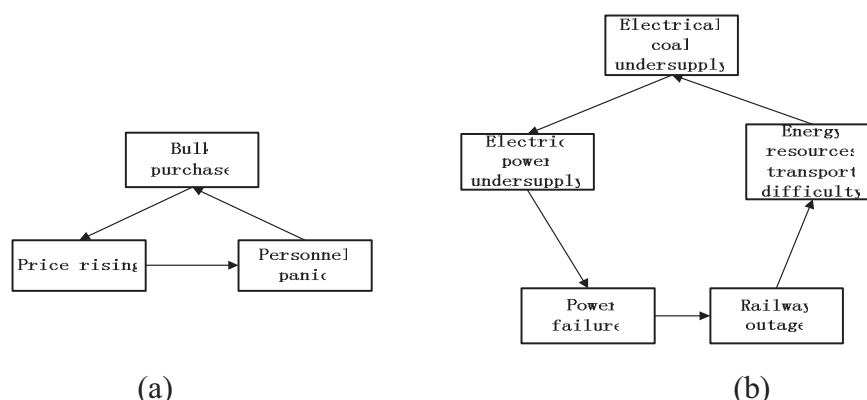 Bulk
purchase
Price rising
Personnel
panic
(a)
Electrical
coal
undersupply
Electric
power
undersupply
Energy
resources
transport
difficulty
Power
failure
Railway
outage
(b)